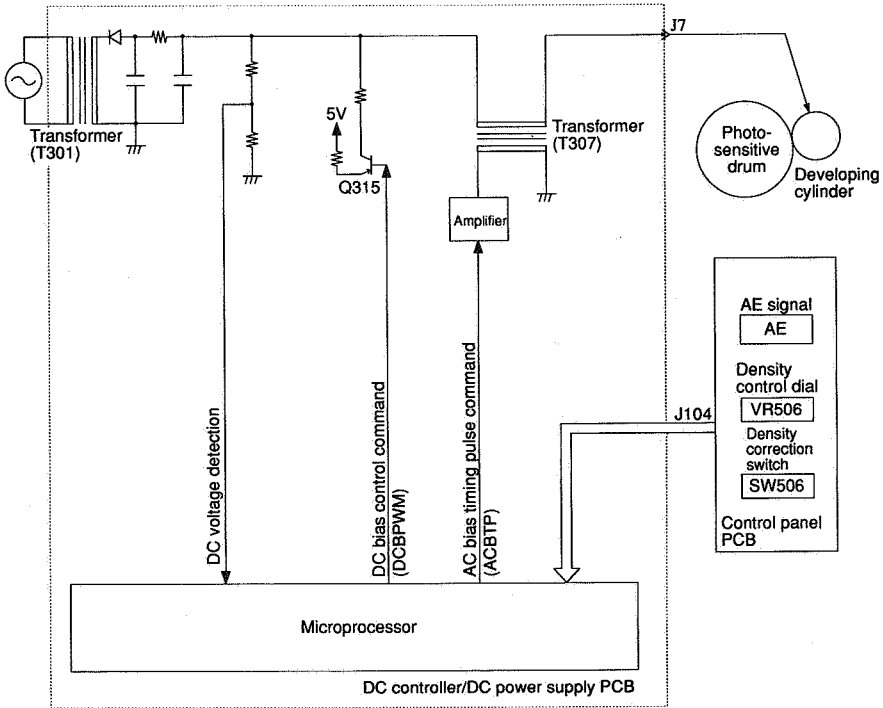 J7
Transformer
(T301)
5V
Q315
Transformer
(T307)
Photo-
sensitive
drum
Developing
cylinder
Amplifier
AE signal
AE
Density
control dial
VR506
Density
correction
switch
SW506
Control panel
PCB
J104
DC voltage detection
DC bias control command
(DCBPWM)
AC bias timing pulse command
(ACBTP)
Microprocessor
DC controller/DC power supply PCB